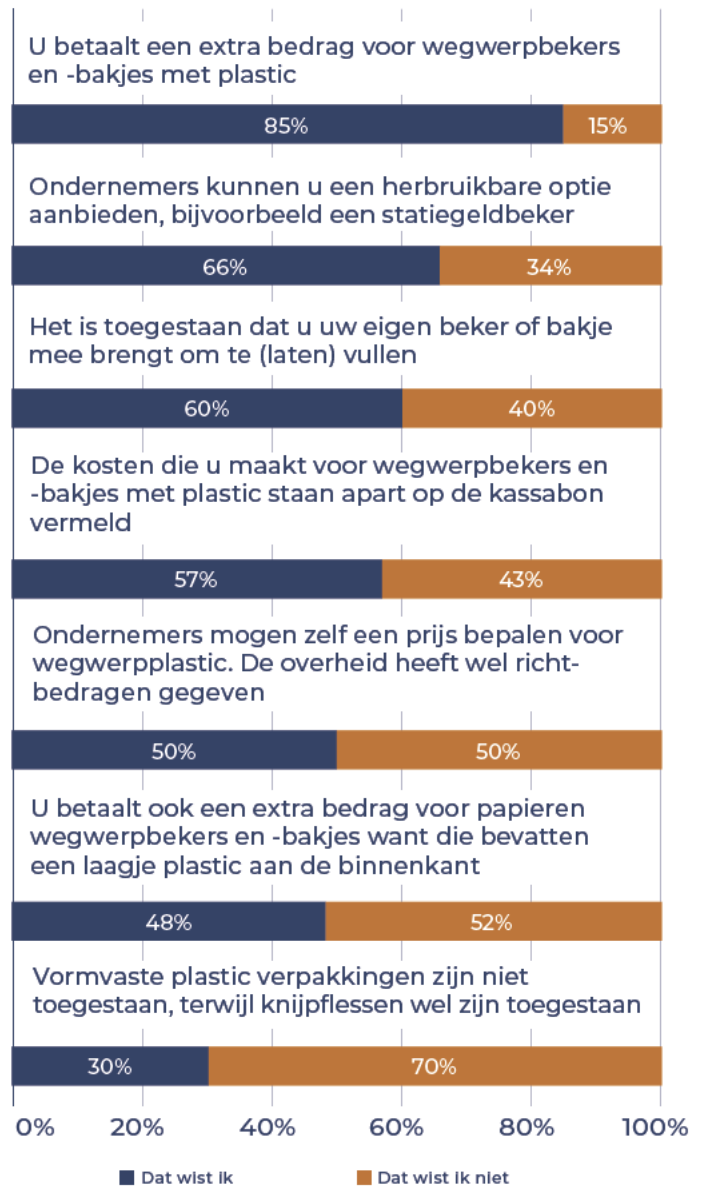 U betaalt een extra bedrag voor wegwerpbekers
en -bakjes met plastic
85% 15%
Ondernemers kunnen u een herbruikbare optie
aanbieden, bijvoorbeeld een statiegeldbeker
66% 34%
Het is toegestaan dat u uw eigen beker of bakje
mee brengt om te (laten) vullen
60% 40%
De kosten die u maakt voor wegwerpbekers en
-bakjes met plastic staan apart op de kassabon
vermeld
57% 43%
Ondernemers mogen zelf een prijs bepalen voor
wegwerpplastic. De overheid heeft wel richt-
bedragen gegeven
50% 50%
U betaalt ook een extra bedrag voor papieren
wegwerpbekers en -bakjes want die bevatten
een laagje plastic aan de binnenkant
48% 52%
Vormvaste plastic verpakkingen zijn niet
toegestaan, terwijl knijpflessen wel zijn toegestaan
30% 70%
0% 20% 40% 60% 80% 100%
Dat wist ik Dat wist ik niet